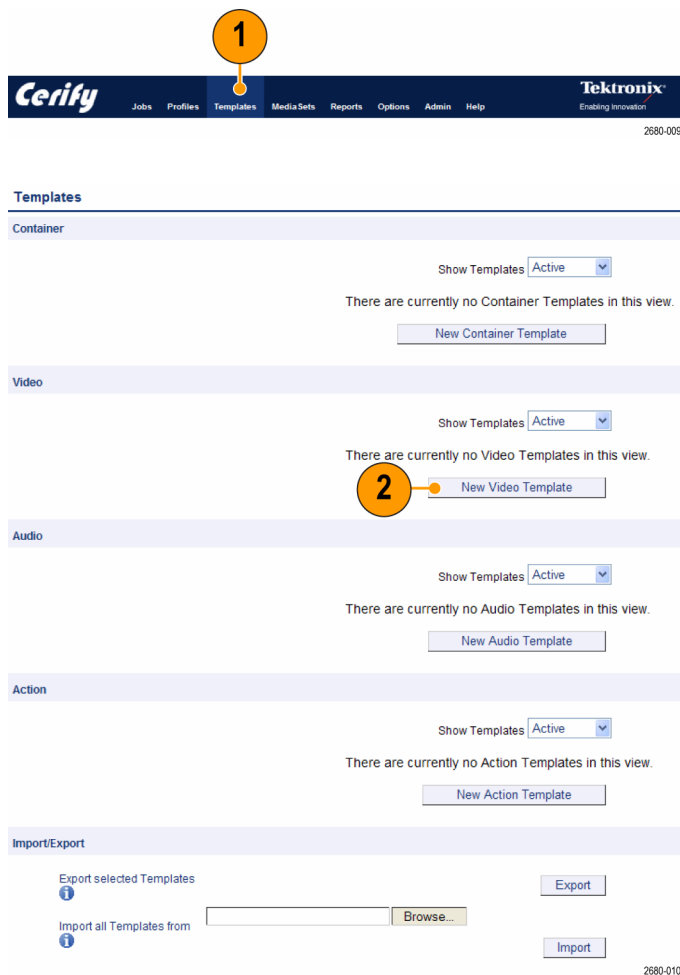 1
Cerify
Jobs Profiles Templates MediaSets Reports Options Admin Help
Tektronix
Enabling Innovation
2680-009
Templates
Container
Show Templates Active
There are currently no Container Templates in this view.
New Container Template
Video
Show Templates Active
There are currently no Video Templates in this view.
2
New Video Template
Audio
Show Templates Active
There are currently no Audio Templates in this view.
New Audio Template
Action
Show Templates Active
There are currently no Action Templates in this view.
New Action Template
Import/Export
Export selected Templates
Export
Import all Templates from
Browse...
Import
2680-010